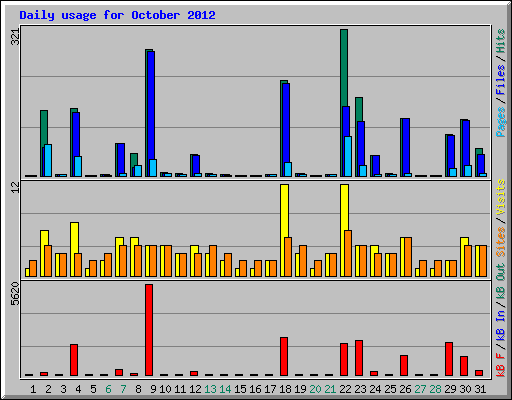 Daily usage for October 2012
321
12
5620
Pages / Files / Hits
Sites / Visits
kB F / kB In / kB Out
1 2 3 4 5 6 7 8 9 10 11 12 13 14 15 16 17 18 19 20 21 22 23 24 25 26 27 28 29 30 31